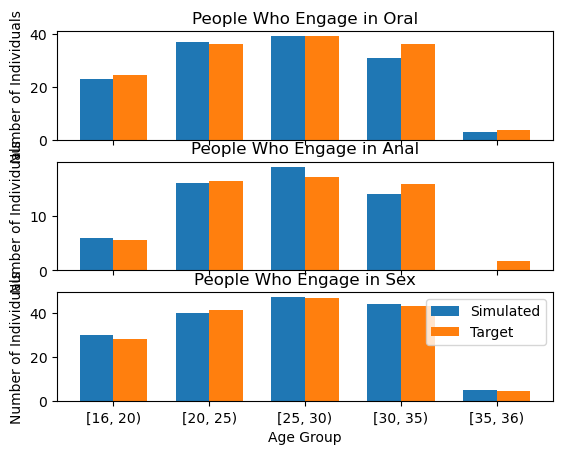 People Who Engage in Oral
Number of Individuals
40
20
0
People Who Engage in Anal
Number of Individuals
10
0
People Who Engage in Sex
Number of Individuals
40
20
0
Simulated
Target
[16, 20)
[20, 25)
[25, 30)
[30, 35)
[35, 36)
Age Group